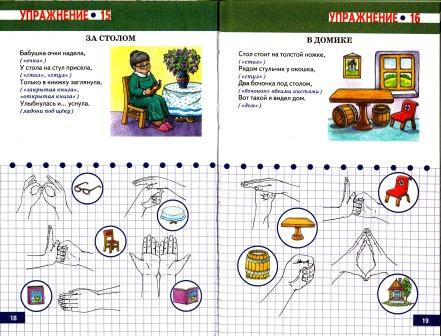 УПРАЖНЕНИЕ • 15
ЗА СТОЛОМ
Бабушка очки надела,
(«очки»)
У стола на стул присела,
(«стол», «стул»)
Только в книжку заглянула,
(«закрытая книга»,
«открытая книга»)
Улыбнулась и... уснула.
(ладони под щёку)
18
УПРАЖНЕНИЕ • 16
В ДОМИКЕ
Стол стоит на толстой ножке,
(«стол»)
Рядом стульчик у окошка,
(«стул»)
Два бочонка под столом,
(«бочонок» обеими кистями)
Вот такой я видел дом.
(«дом»)
19